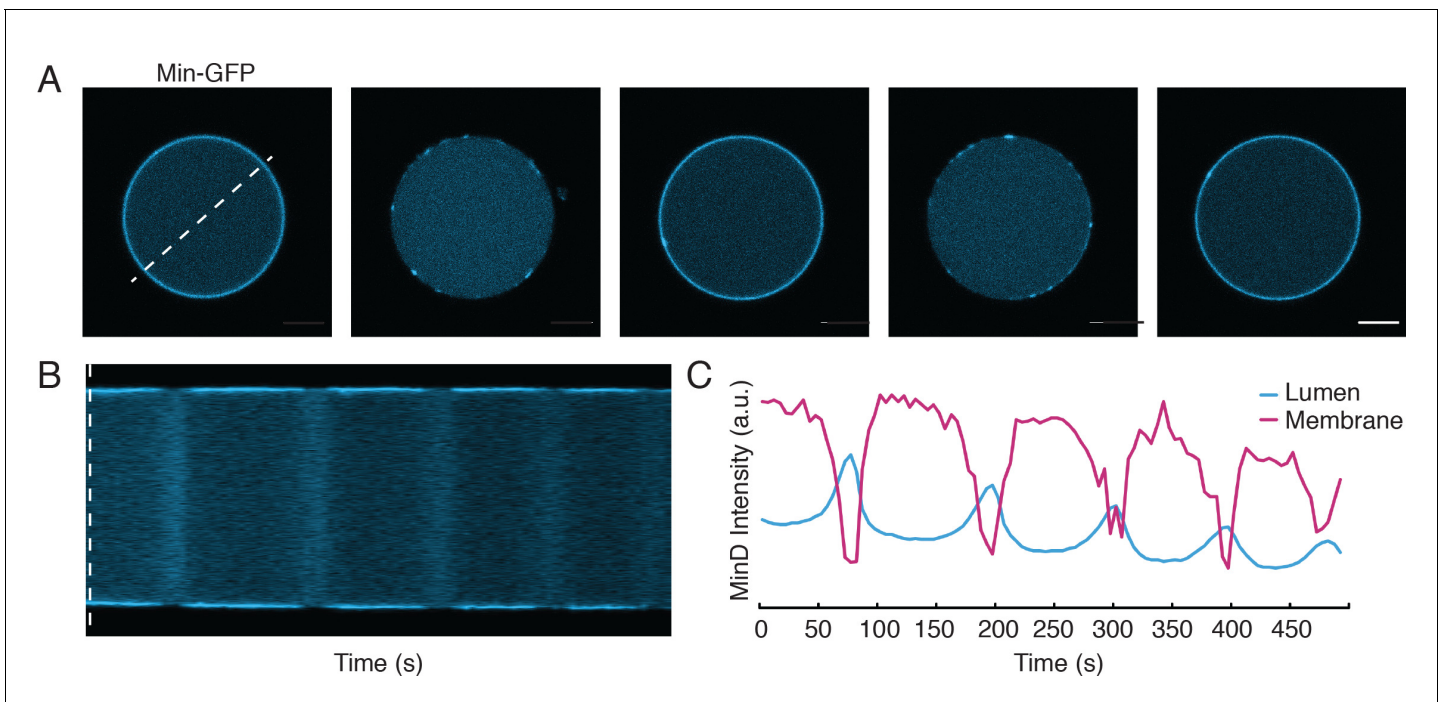 A
Min-GFP
B
Time (s)
C
MinD Intensity (a.u.)
Lumen
Membrane
0 50 100 150 200 250 300 350 400 450
Time (s)